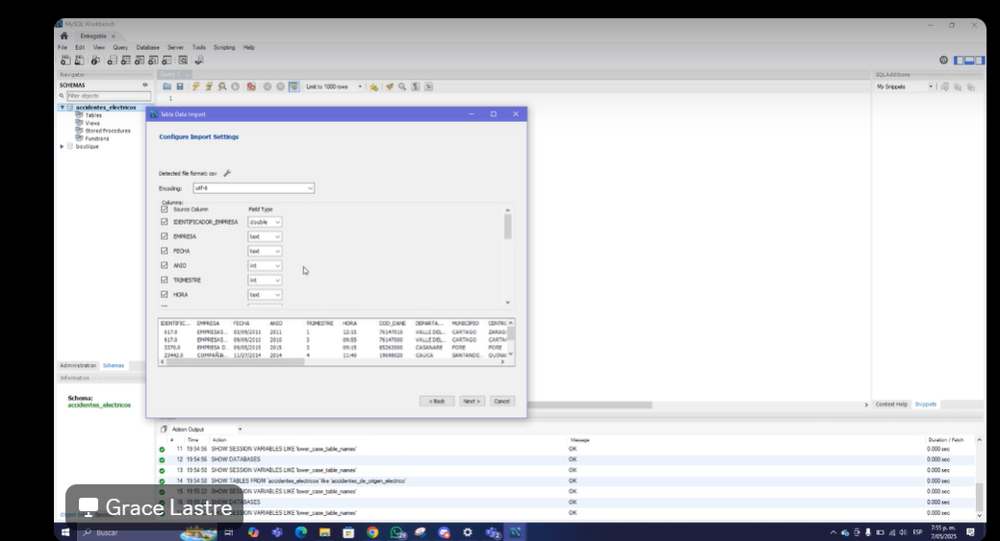 MySQL Workbench
Entregable ×
File Edit View Query Database Server Tools Scripting Help
Navigator
SCHEMAS
Filter objects
accidentes_electricos
Tables
Views
Stored Procedures
Functions
boutique
Query 1
Limit to 1000 rows
1
SQL Additions
My Snippets
Table Data Import
Configure Import Settings
Detected file format: csv
Encoding: utf-8
Columns:
Source Column Field Type
IDENTIFICADOR_EMPRESA double
EMPRESA text
FECHA text
ANIO int
TRIMESTRE int
HORA text
IDENTIFIC... EMPRESA FECHA ANIO TRIMESTRE HORA COD_DANE DEPARTA... MUNICIPIO CENTRO
617.0 EMPRESAS... 03/09/2011 2011 1 12:15 76147010 VALLE DEL... CARTAGO ZARAG
617.0 EMPRESAS... 09/09/2010 2010 3 09:55 76147000 CARTAGO CARTA
3370.0 EMPRESA D... 09/05/2015 2015 3 09:15 85263000 CASANARE PORE PORE
23442.0 COMPAÑIA... 11/27/2014 2014 4 11:40 19698020 CAUCA SANTANDE... QUINA
< Back Next > Cancel
Administration Schemas
Information
Schema:
accidentes_electricos
Context Help Snippets
Action Output
# Time Action Message Duration / Fetch
11 19:54:56 SHOW SESSION VARIABLES LIKE 'lower_case_table_names' OK 0.000 sec
12 19:54:56 SHOW DATABASES OK 0.000 sec
13 19:54:58 SHOW SESSION VARIABLES LIKE 'lower_case_table_names' OK 0.000 sec
14 19:54:58 SHOW TABLES FROM 'accidentes_electricos' like 'accidentes_de_origen_electrico' OK 0.000 sec
15 19:55:22 SHOW SESSION VARIABLES LIKE 'lower_case_table_names' OK 0.000 sec
16 19:55:22 SHOW DATABASES OK 0.000 sec
SESSION VARIABLES LIKE 'lower_case_table_names' OK 0.000 sec
Grace Lastre
Buscar
ESP
7:55 p. m.
7/05/2025